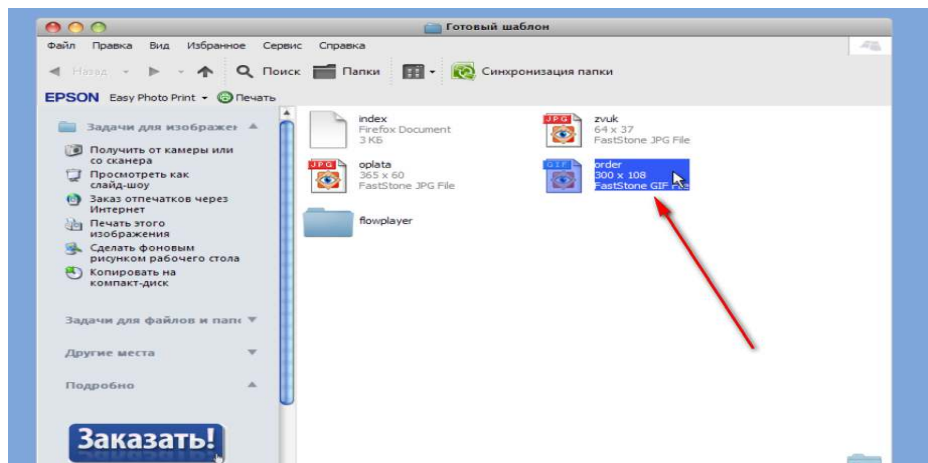 Готовый шаблон
Файл Правка Вид Избранное Сервис Справка
Назад Поиск Папки Синхронизация папки
EPSON Easy Photo Print Печать
Задачи для изображен
Получить от камеры или
со сканера
Просмотреть как
слайд-шоу
Заказ отпечатков через
Интернет
Печать этого
изображения
Сделать фоновым
рисунком рабочего стола
Копировать на
компакт-диск
Задачи для файлов и папо
Другие места
Подробно
Заказать!
index
Firefox Document
3 КБ
JPG
zvuk
64 x 37
FastStone JPG File
JPG
oplata
365 x 60
FastStone JPG File
GIF
order
300 x 108
FastStone GIF File
flowplayer